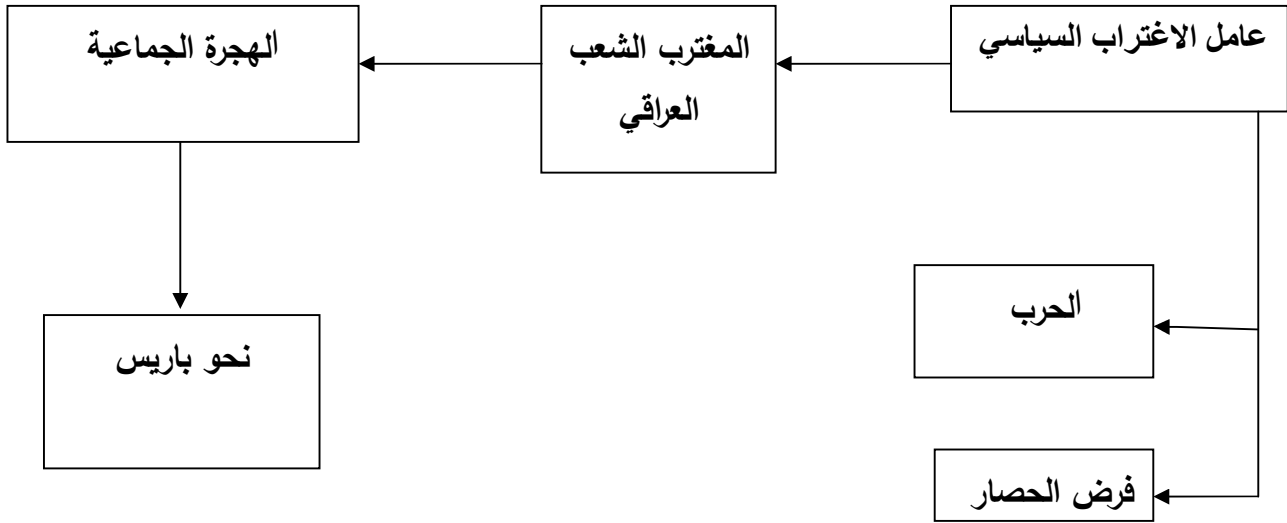 عامل الاغتراب السياسي
المغترب الشعب
العراقي
الهجرة الجماعية
الحرب
فرض الحصار
نحو باريس